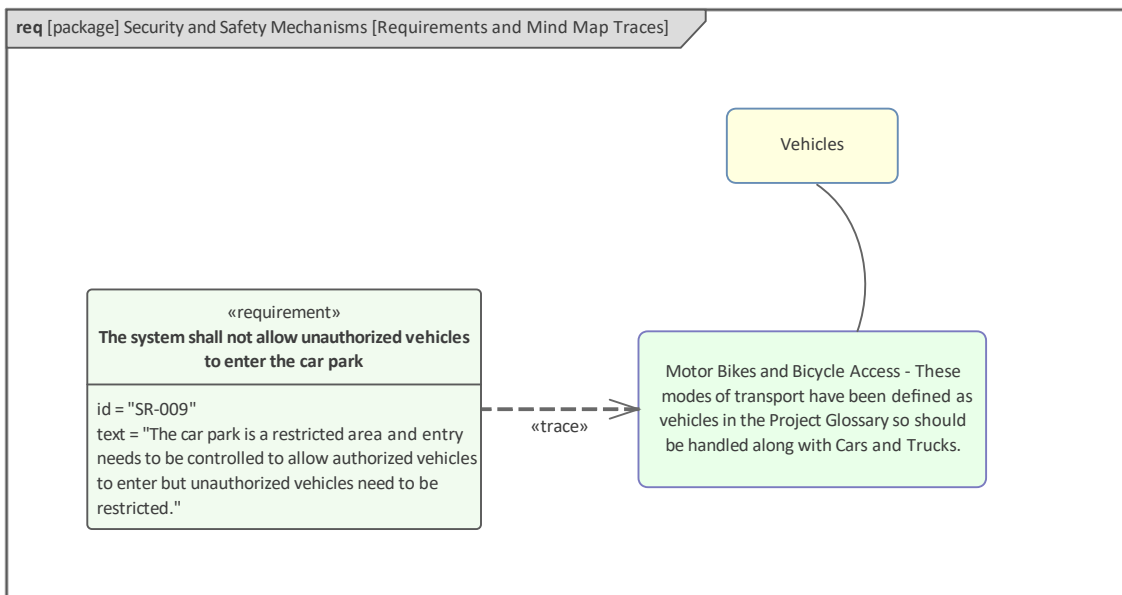 req [package] Security and Safety Mechanisms [Requirements and Mind Map Traces]
Vehicles
«requirement»
The system shall not allow unauthorized vehicles
to enter the car park
id = "SR-009"
text = "The car park is a restricted area and entry
needs to be controlled to allow authorized vehicles
to enter but unauthorized vehicles need to be
restricted."
«trace»
Motor Bikes and Bicycle Access - These
modes of transport have been defined as
vehicles in the Project Glossary so should
be handled along with Cars and Trucks.